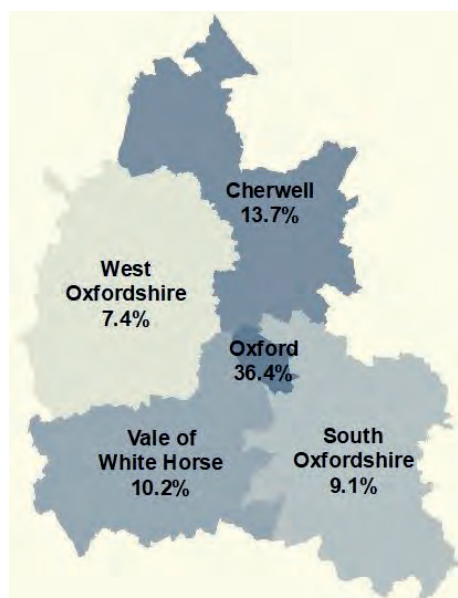 Cherwell
13.7%
West
Oxfordshire
7.4%
Oxford
36.4%
Vale of
White Horse
10.2%
South
Oxfordshire
9.1%